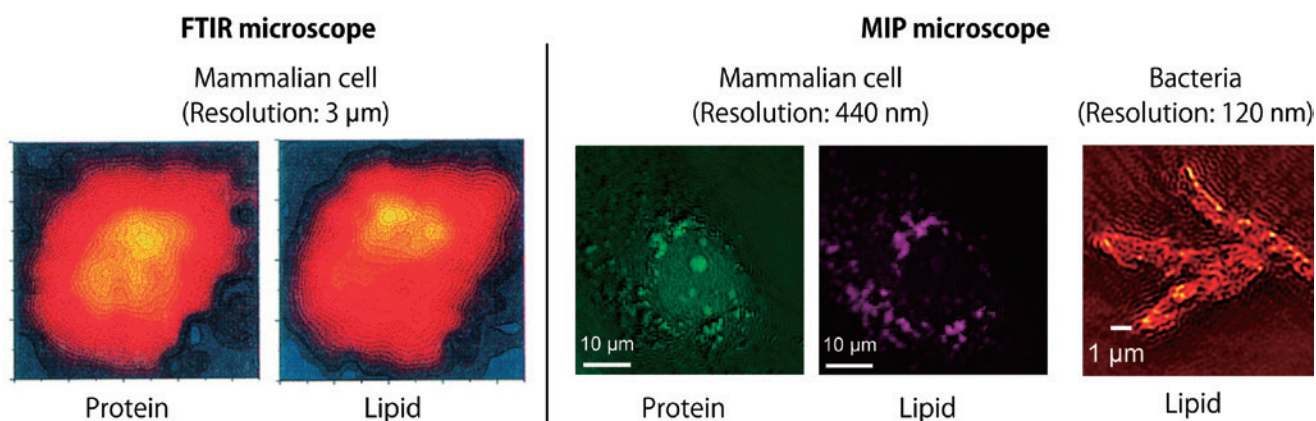 FTIR microscope
Mammalian cell
(Resolution: 3 μm)
Protein
Lipid
MIP microscope
Mammalian cell
(Resolution: 440 nm)
Bacteria
(Resolution: 120 nm)
10 μm
10 μm
1 μm
Protein
Lipid
Lipid